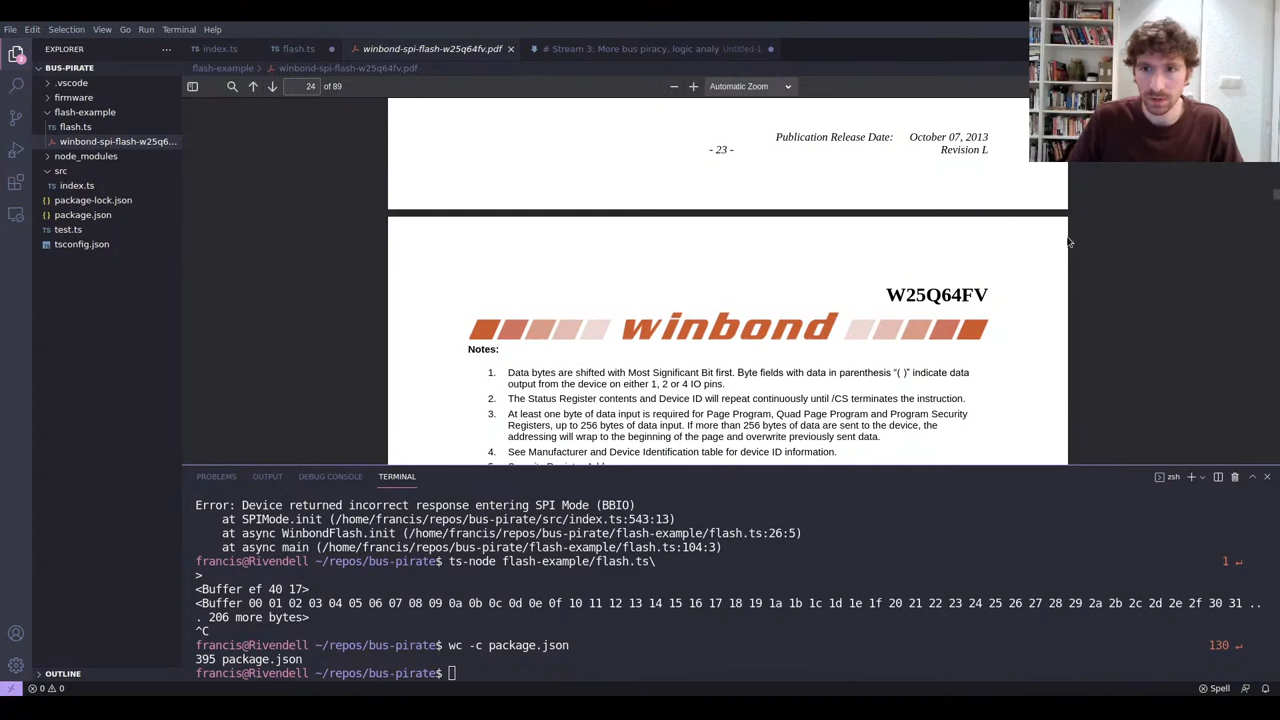 File Edit Selection View Go Run Terminal Help
EXPLORER
BUS-PIRATE
.vscode
firmware
flash-example
flash.ts
winbond-spi-flash-w25q6...
node_modules
src
index.ts
package-lock.json
package.json
test.ts
tsconfig.json
OUTLINE
2
index.ts flash.ts winbond-spi-flash-w25q64fv.pdf # Stream 3: More bus piracy, logic analy Untitled-1
flash-example winbond-spi-flash-w25q64fv.pdf
24 of 89 Automatic Zoom
Publication Release Date: October 07, 2013
- 23 - Revision L
W25Q64FV
winbond
Notes:
1. Data bytes are shifted with Most Significant Bit first. Byte fields with data in parenthesis “( )” indicate data
output from the device on either 1, 2 or 4 IO pins.
2. The Status Register contents and Device ID will repeat continuously until /CS terminates the instruction.
3. At least one byte of data input is required for Page Program, Quad Page Program and Program Security
Registers, up to 256 bytes of data input. If more than 256 bytes of data are sent to the device, the
addressing will wrap to the beginning of the page and overwrite previously sent data.
4. See Manufacturer and Device Identification table for device ID information.
PROBLEMS OUTPUT DEBUG CONSOLE TERMINAL zsh
Error: Device returned incorrect response entering SPI Mode (BBIO)
at SPIMode.init (/home/francis/repos/bus-pirate/src/index.ts:543:13)
at async WinbondFlash.init (/home/francis/repos/bus-pirate/flash-example/flash.ts:26:5)
at async main (/home/francis/repos/bus-pirate/flash-example/flash.ts:104:3)
francis@Rivendell ~/repos/bus-pirate$ ts-node flash-example/flash.ts\ 1 ↵
>
<Buffer ef 40 17>
<Buffer 00 01 02 03 04 05 06 07 08 09 0a 0b 0c 0d 0e 0f 10 11 12 13 14 15 16 17 18 19 1a 1b 1c 1d 1e 1f 20 21 22 23 24 25 26 27 28 29 2a 2b 2c 2d 2e 2f 30 31 ..
. 206 more bytes>
^C
francis@Rivendell ~/repos/bus-pirate$ wc -c package.json 130 ↵
395 package.json
francis@Rivendell ~/repos/bus-pirate$
0 0 Spell